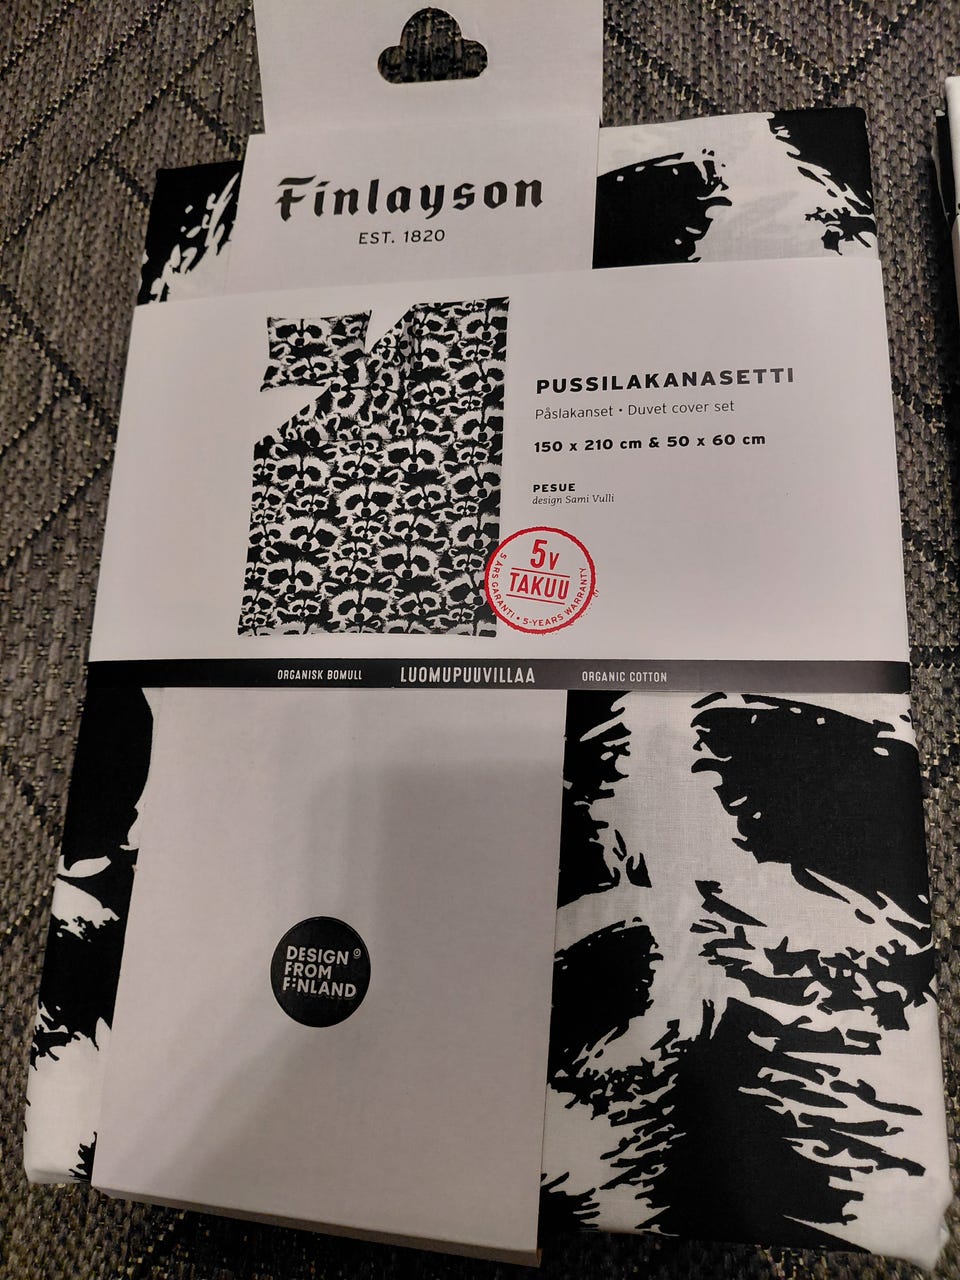 Finlayson
EST. 1820
PUSSILAKANASETTI
Påslakanset • Duvet cover set
150 x 210 cm & 50 x 60 cm
PESUE
design Sami Vulli
5v
TAKUU
5 ÅRS GARANTI • 5-YEARS WARRANTY
ORGANISK BOMULL LUOMUPUUVILLAA ORGANIC COTTON
DESIGN
FROM
FINLAND